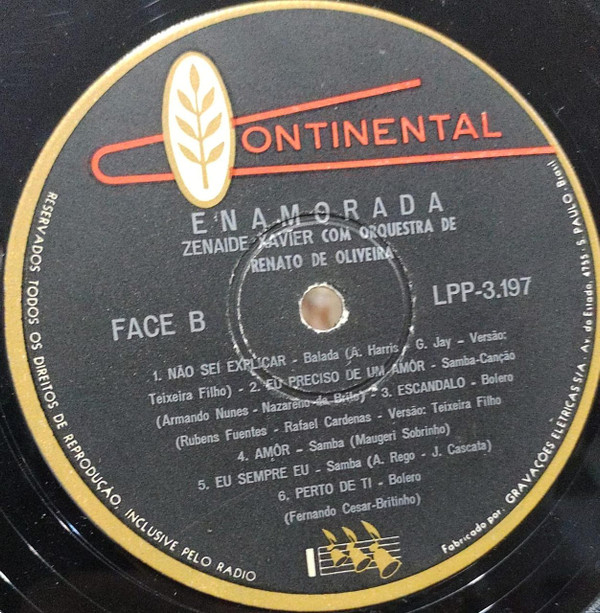 CONTINENTAL
ENAMORADA
ZENAIDE XAVIER COM ORQUESTRA DE
RENATO DE OLIVEIRA
FACE B
LPP-3.197
1. NÃO SEI EXPLICAR - Balada (A. Harris - G. Jay - Versão:
Teixeira Filho) - 2. EU PRECISO DE UM AMÔR - Samba-Canção
(Armando Nunes - Nazareno de Brito) - 3. ESCANDALO - Bolero
(Rubens Fuentes - Rafael Cardenas - Versão: Teixeira Filho
4. AMÔR - Samba (Maugeri Sobrinho)
5. EU SEMPRE EU - Samba (A. Rego - J. Cascata)
6. PERTO DE TI - Bolero
(Fernando Cesar-Britinho)
RESERVADOS TODOS OS DIREITOS DE REPRODUÇÃO, INCLUSIVE PELO RADIO
Fabricado por: GRAVAÇÕES ELETRICAS S/A. - Av. do Estado, 4755 - S. PAULO - Brasil